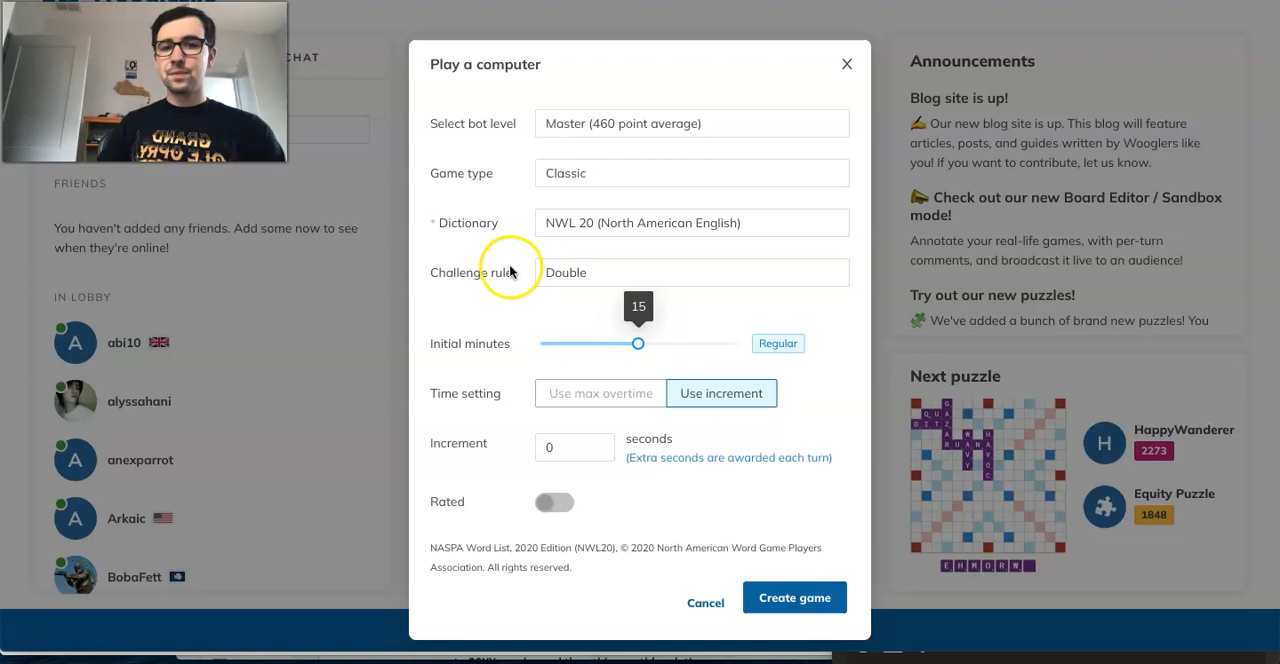 CHAT
FRIENDS
You haven't added any friends. Add some now to see
when they're online!
IN LOBBY
A
abi10
alyssahani
A
anexparrot
A
Arkaic
BobaFett
Play a computer
X
Select bot level
Master (460 point average)
Game type
Classic
* Dictionary
NWL 20 (North American English)
Challenge rule
Double
15
Initial minutes
Regular
Time setting
Use max overtime
Use increment
Increment
0
seconds
(Extra seconds are awarded each turn)
Rated
NASPA Word List, 2020 Edition (NWL20), © 2020 North American Word Game Players
Association. All rights reserved.
Cancel
Create game
Announcements
Blog site is up!
✍️ Our new blog site is up. This blog will feature
articles, posts, and guides written by Wooglers like
you! If you want to contribute, let us know.
📣 Check out our new Board Editor / Sandbox
mode!
Annotate your real-life games, with per-turn
comments, and broadcast it live to an audience!
Try out our new puzzles!
🧩 We've added a bunch of brand new puzzles! You
Next puzzle
H
HappyWanderer
2273
Equity Puzzle
1848
E H M O R W